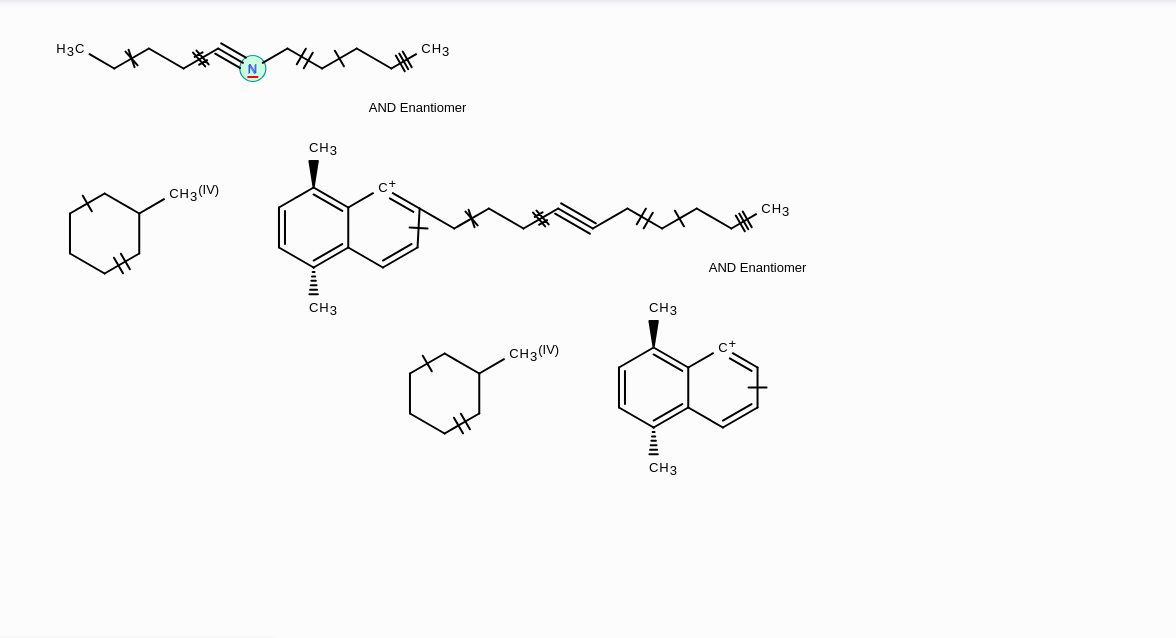 H3C N CH3
AND Enantiomer
CH3
CH3(IV) C+ CH3
AND Enantiomer
CH3 CH3
CH3(IV) C+
CH3